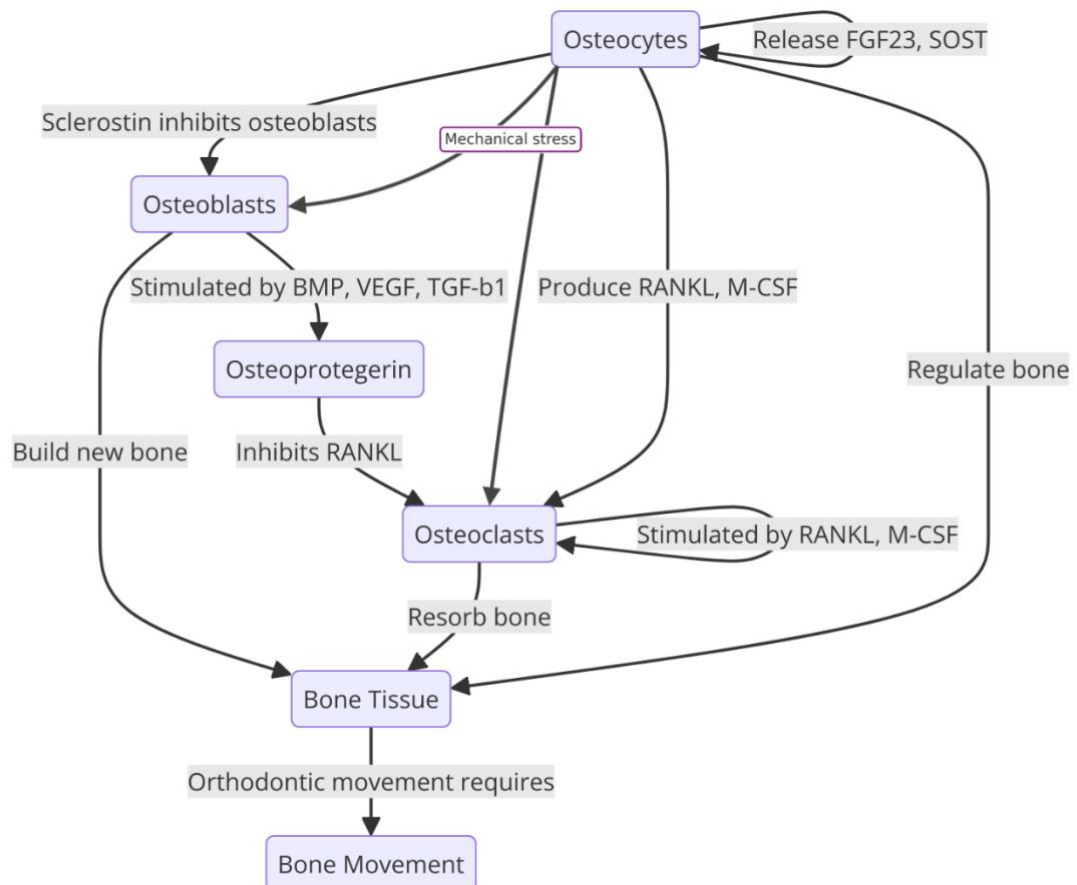 Osteocytes
Release FGF23, SOST
Sclerostin inhibits osteoblasts
Mechanical stress
Osteoblasts
Stimulated by BMP, VEGF, TGF-b1
Produce RANKL, M-CSF
Osteoprotegerin
Regulate bone
Build new bone
Inhibits RANKL
Osteoclasts
Stimulated by RANKL, M-CSF
Resorb bone
Bone Tissue
Orthodontic movement requires
Bone Movement